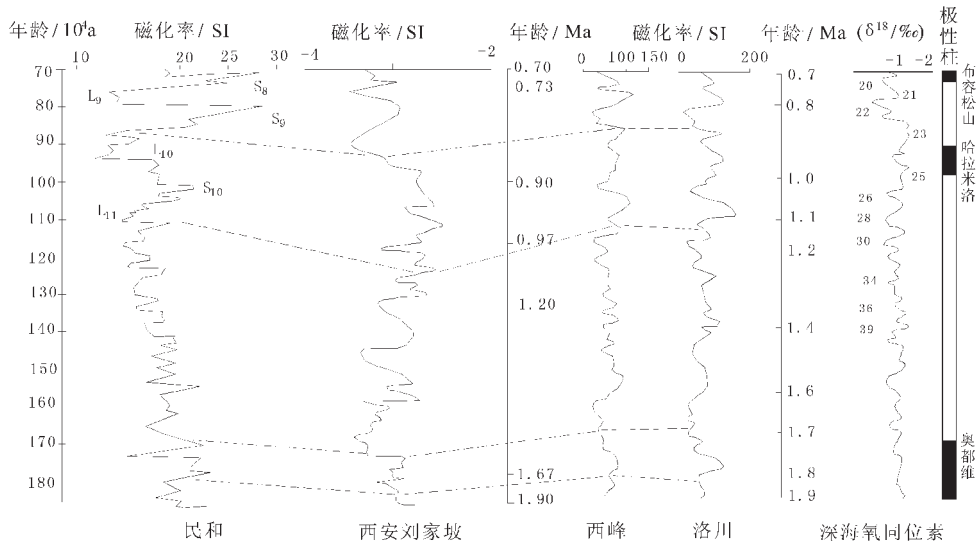 年龄/10⁴a
磁化率/SI
磁化率/SI
年龄/Ma
磁化率/SI
年龄/Ma
(δ¹⁸/‰)
极性柱
10 20 25 30
-4 -2
0 100 150
0 200
-1 -2
70
80
90
100
110
120
130
140
150
160
170
180
L₉
S₈
S₉
L₁₀
S₁₀
L₁₁
0.70
0.73
0.90
0.97
1.20
1.67
1.90
0.7
0.8
1.0
1.1
1.2
1.4
1.6
1.7
1.8
1.9
20
21
22
23
25
26
28
30
34
36
39
布容
松山
哈拉米洛
奥都维
民和
西安刘家坡
西峰
洛川
深海氧同位素